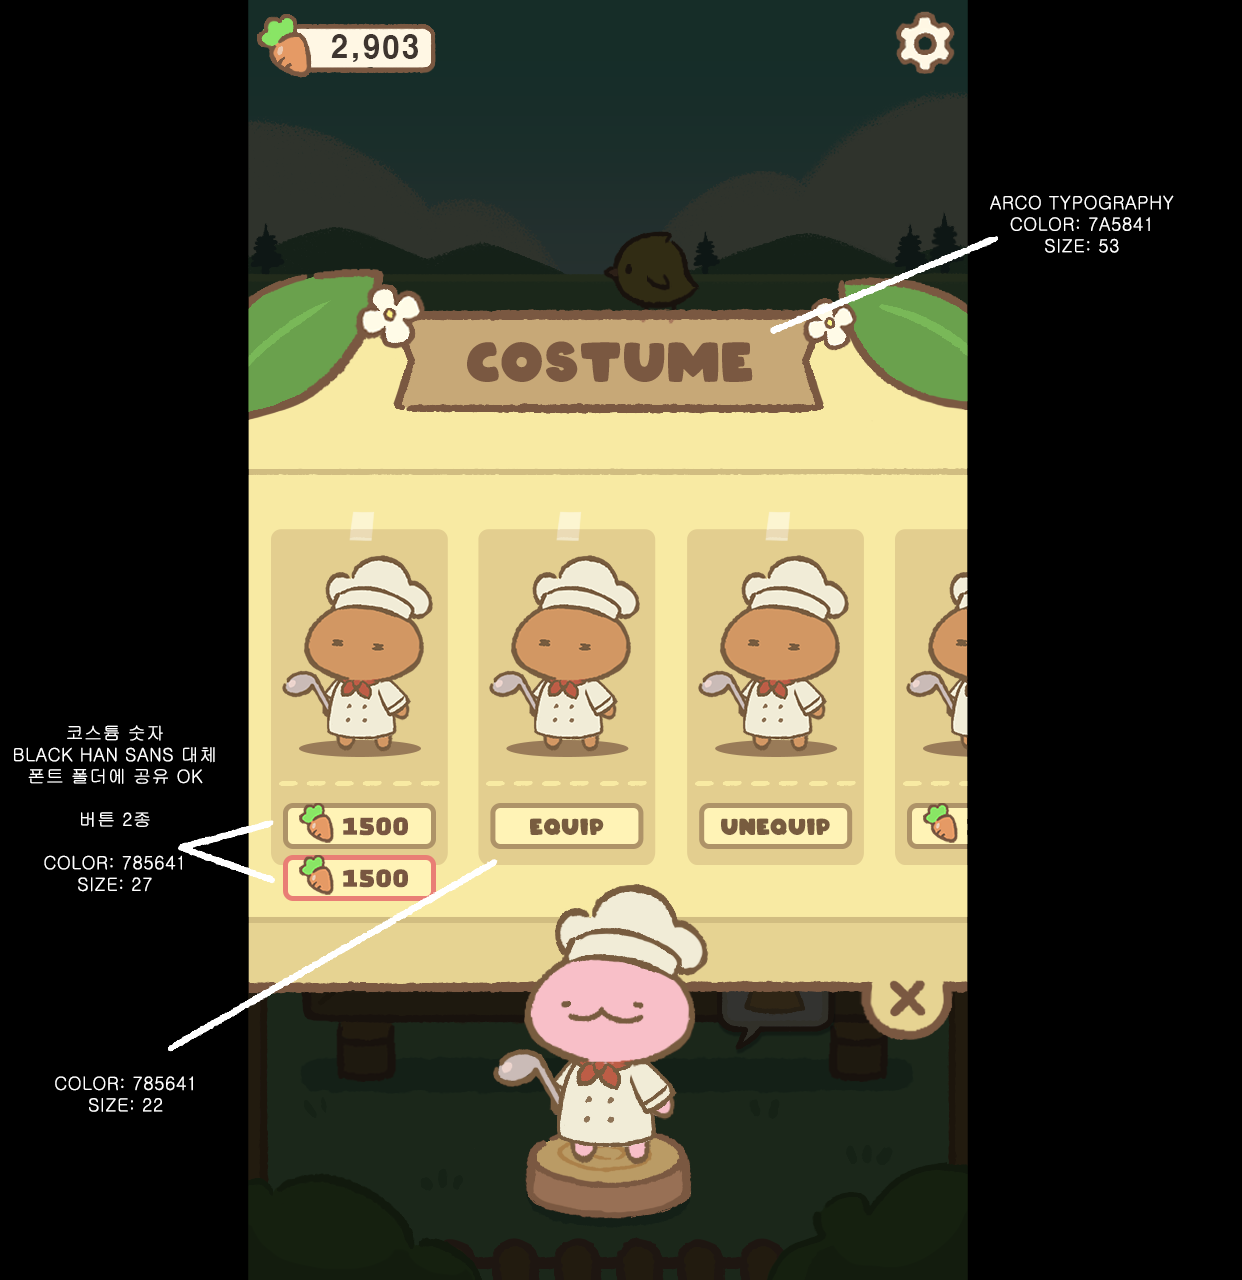 2,903
ARCO TYPOGRAPHY
COLOR: 7A5841
SIZE: 53
COSTUME
코스튬 숫자
BLACK HAN SANS 대체
폰트 폴더에 공유 OK
버튼 2종
COLOR: 785641
SIZE: 27
1500
EQUIP
UNEQUIP
1500
COLOR: 785641
SIZE: 22